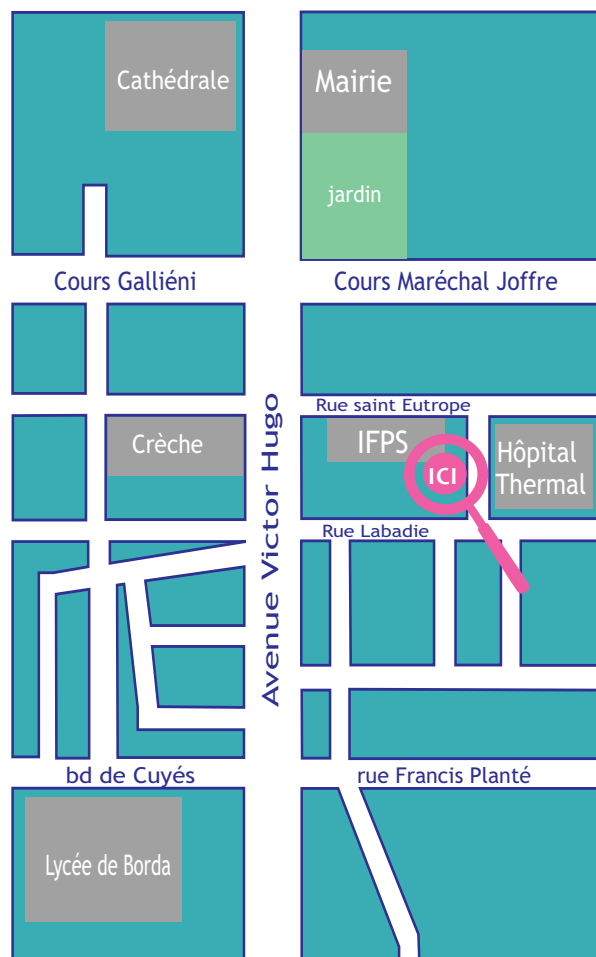 Cathédrale
Mairie
jardin
Cours Galliéni
Cours Maréchal Joffre
Avenue Victor Hugo
Rue saint Eutrope
Crèche
IFPS
ICI
Hôpital
Thermal
Rue Labadie
bd de Cuyés
rue Francis Planté
Lycée de Borda